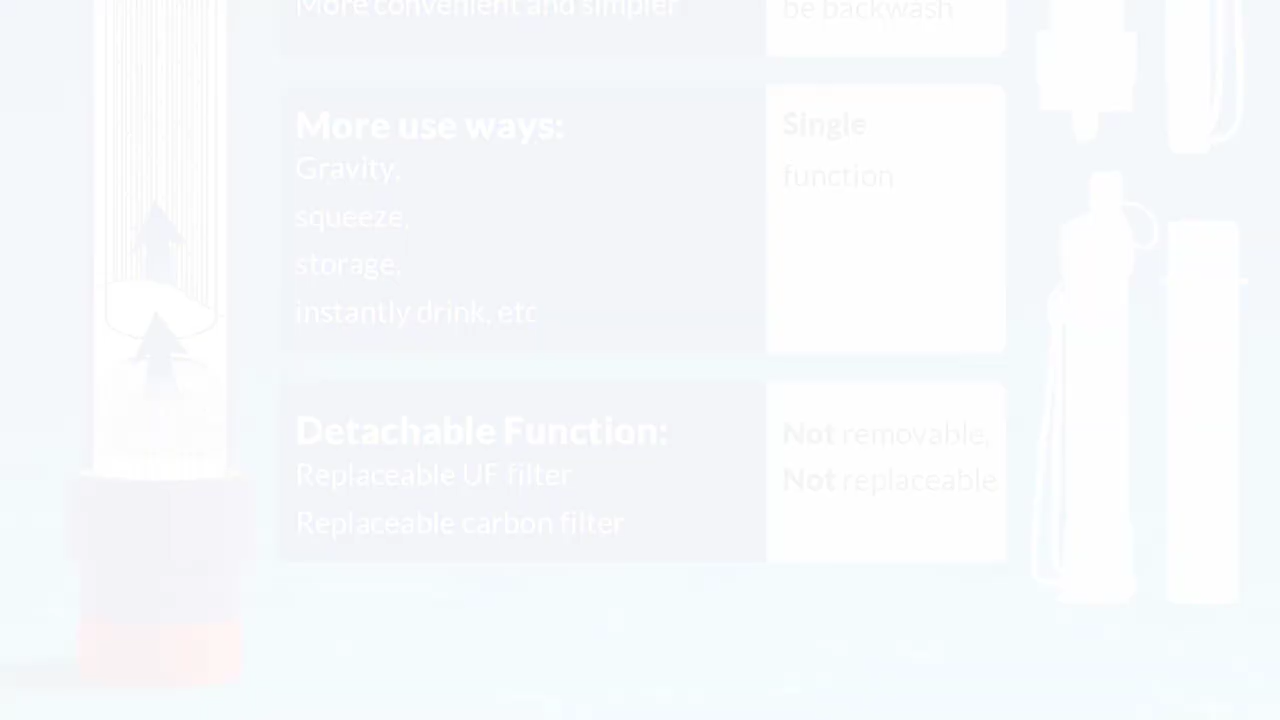 More convenient and simpler
be backwash
More use ways:
Gravity,
squeeze,
storage,
instantly drink, etc
Single
function
Detachable Function:
Replaceable UF filter
Replaceable carbon filter
Not removable,
Not replaceable